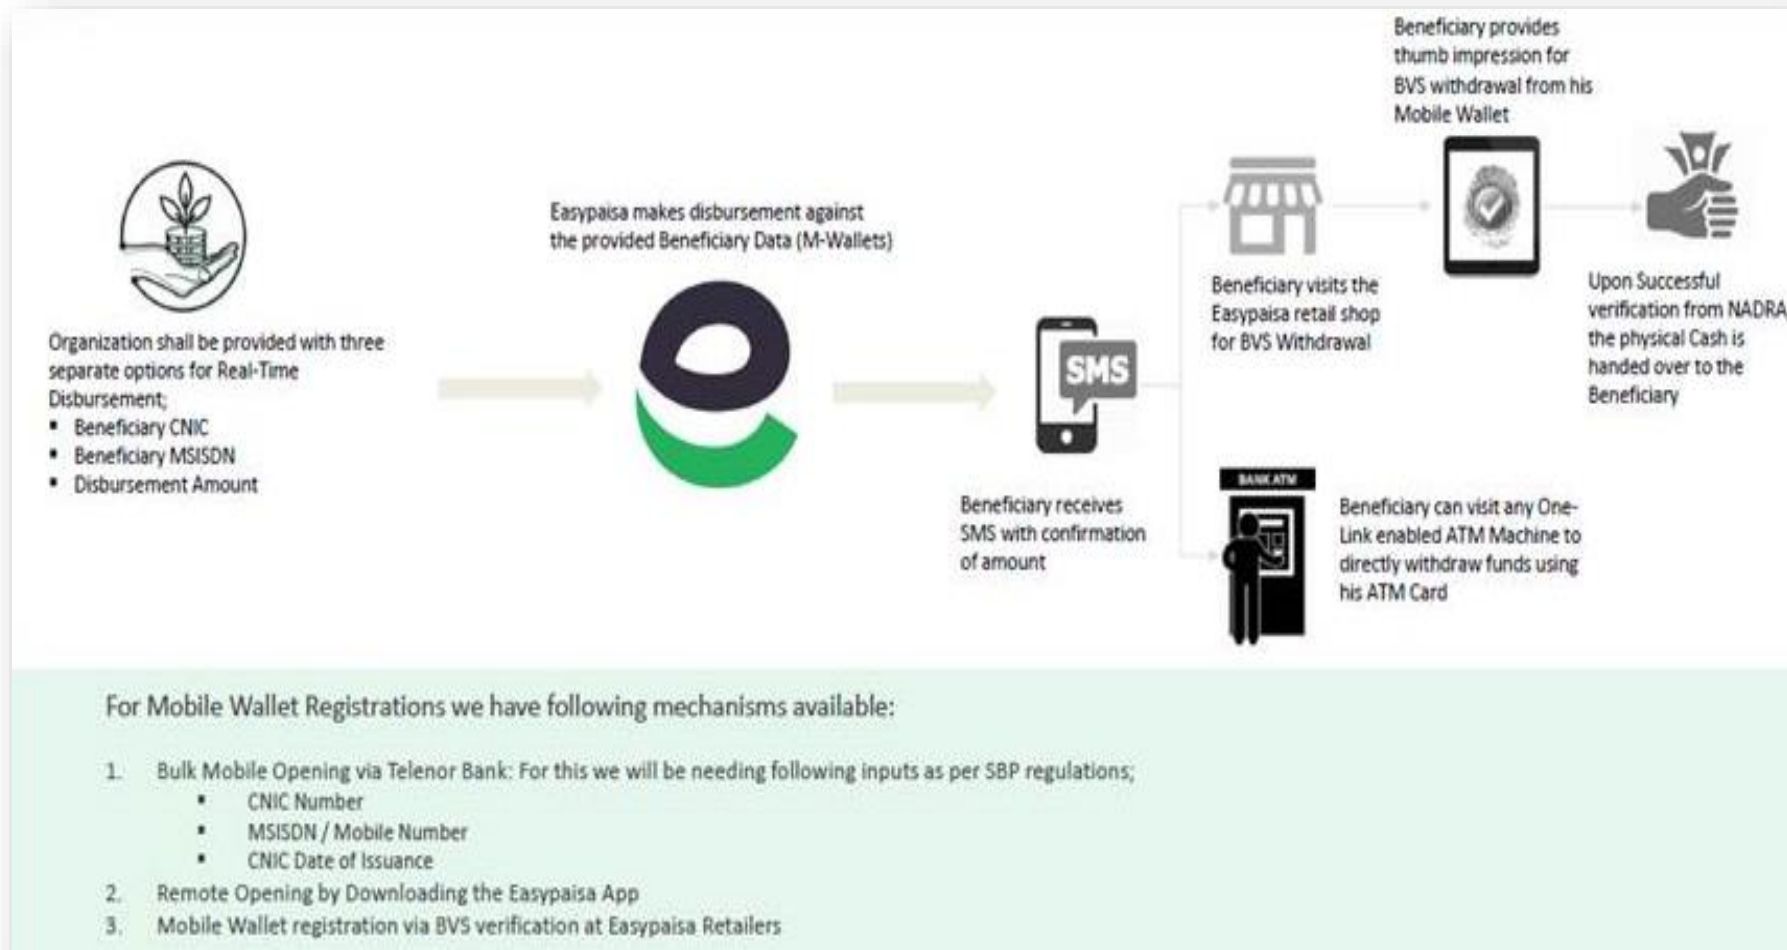 Organization shall be provided with three
separate options for Real-Time
Disbursement;
▪ Beneficiary CNIC
▪ Beneficiary MSISDN
▪ Disbursement Amount
Easypaisa makes disbursement against
the provided Beneficiary Data (M-Wallets)
SMS
Beneficiary receives
SMS with confirmation
of amount
Beneficiary visits the
Easypaisa retail shop
for BVS Withdrawal
Beneficiary provides
thumb impression for
BVS withdrawal from his
Mobile Wallet
Upon Successful
verification from NADRA
the physical Cash is
handed over to the
Beneficiary
BANK ATM
Beneficiary can visit any One-
Link enabled ATM Machine to
directly withdraw funds using
his ATM Card
For Mobile Wallet Registrations we have following mechanisms available:
1. Bulk Mobile Opening via Telenor Bank: For this we will be needing following inputs as per SBP regulations;
▪ CNIC Number
▪ MSISDN / Mobile Number
▪ CNIC Date of Issuance
2. Remote Opening by Downloading the Easypaisa App
3. Mobile Wallet registration via BVS verification at Easypaisa Retailers